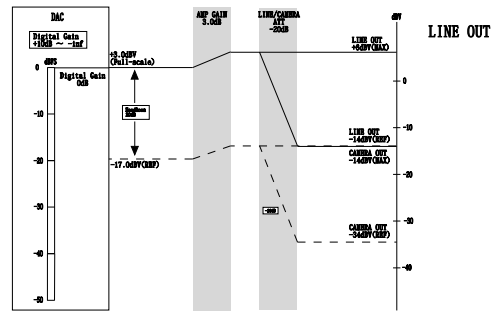 DAC
AMP GAIN
3.0dB
LINE/CAMERA
ATT
-20dB
dBV
LINE OUT
Digital Gain
+10dB ~ -inf
dBFS
+3.0dBV
(Full-scale)
LINE OUT
+6dBV(MAX)
0
Digital Gain
0dB
0
Headroom
20dB
-10
-10
LINE OUT
-14dBV(REF)
CAMERA OUT
-14dBV(MAX)
-20
-17.0dBV(REF)
-20
-30
-20dB
-30
CAMERA OUT
-34dBV(REF)
-40
-40
-50